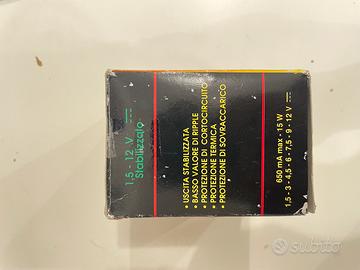 1,5 - 12 V ⎓
Stabilizzato
• USCITA STABILIZZATA
• BASSO VALORE DI RIPPLE
• PROTEZIONE DI CORTOCIRCUITO
• PROTEZIONE TERMICA
• PROTEZIONE DI SOVRACCARICO
650 mA max - 15 W
1,5 - 3 - 4,5 - 6 - 7,5 - 9 - 12 V ⎓
subito